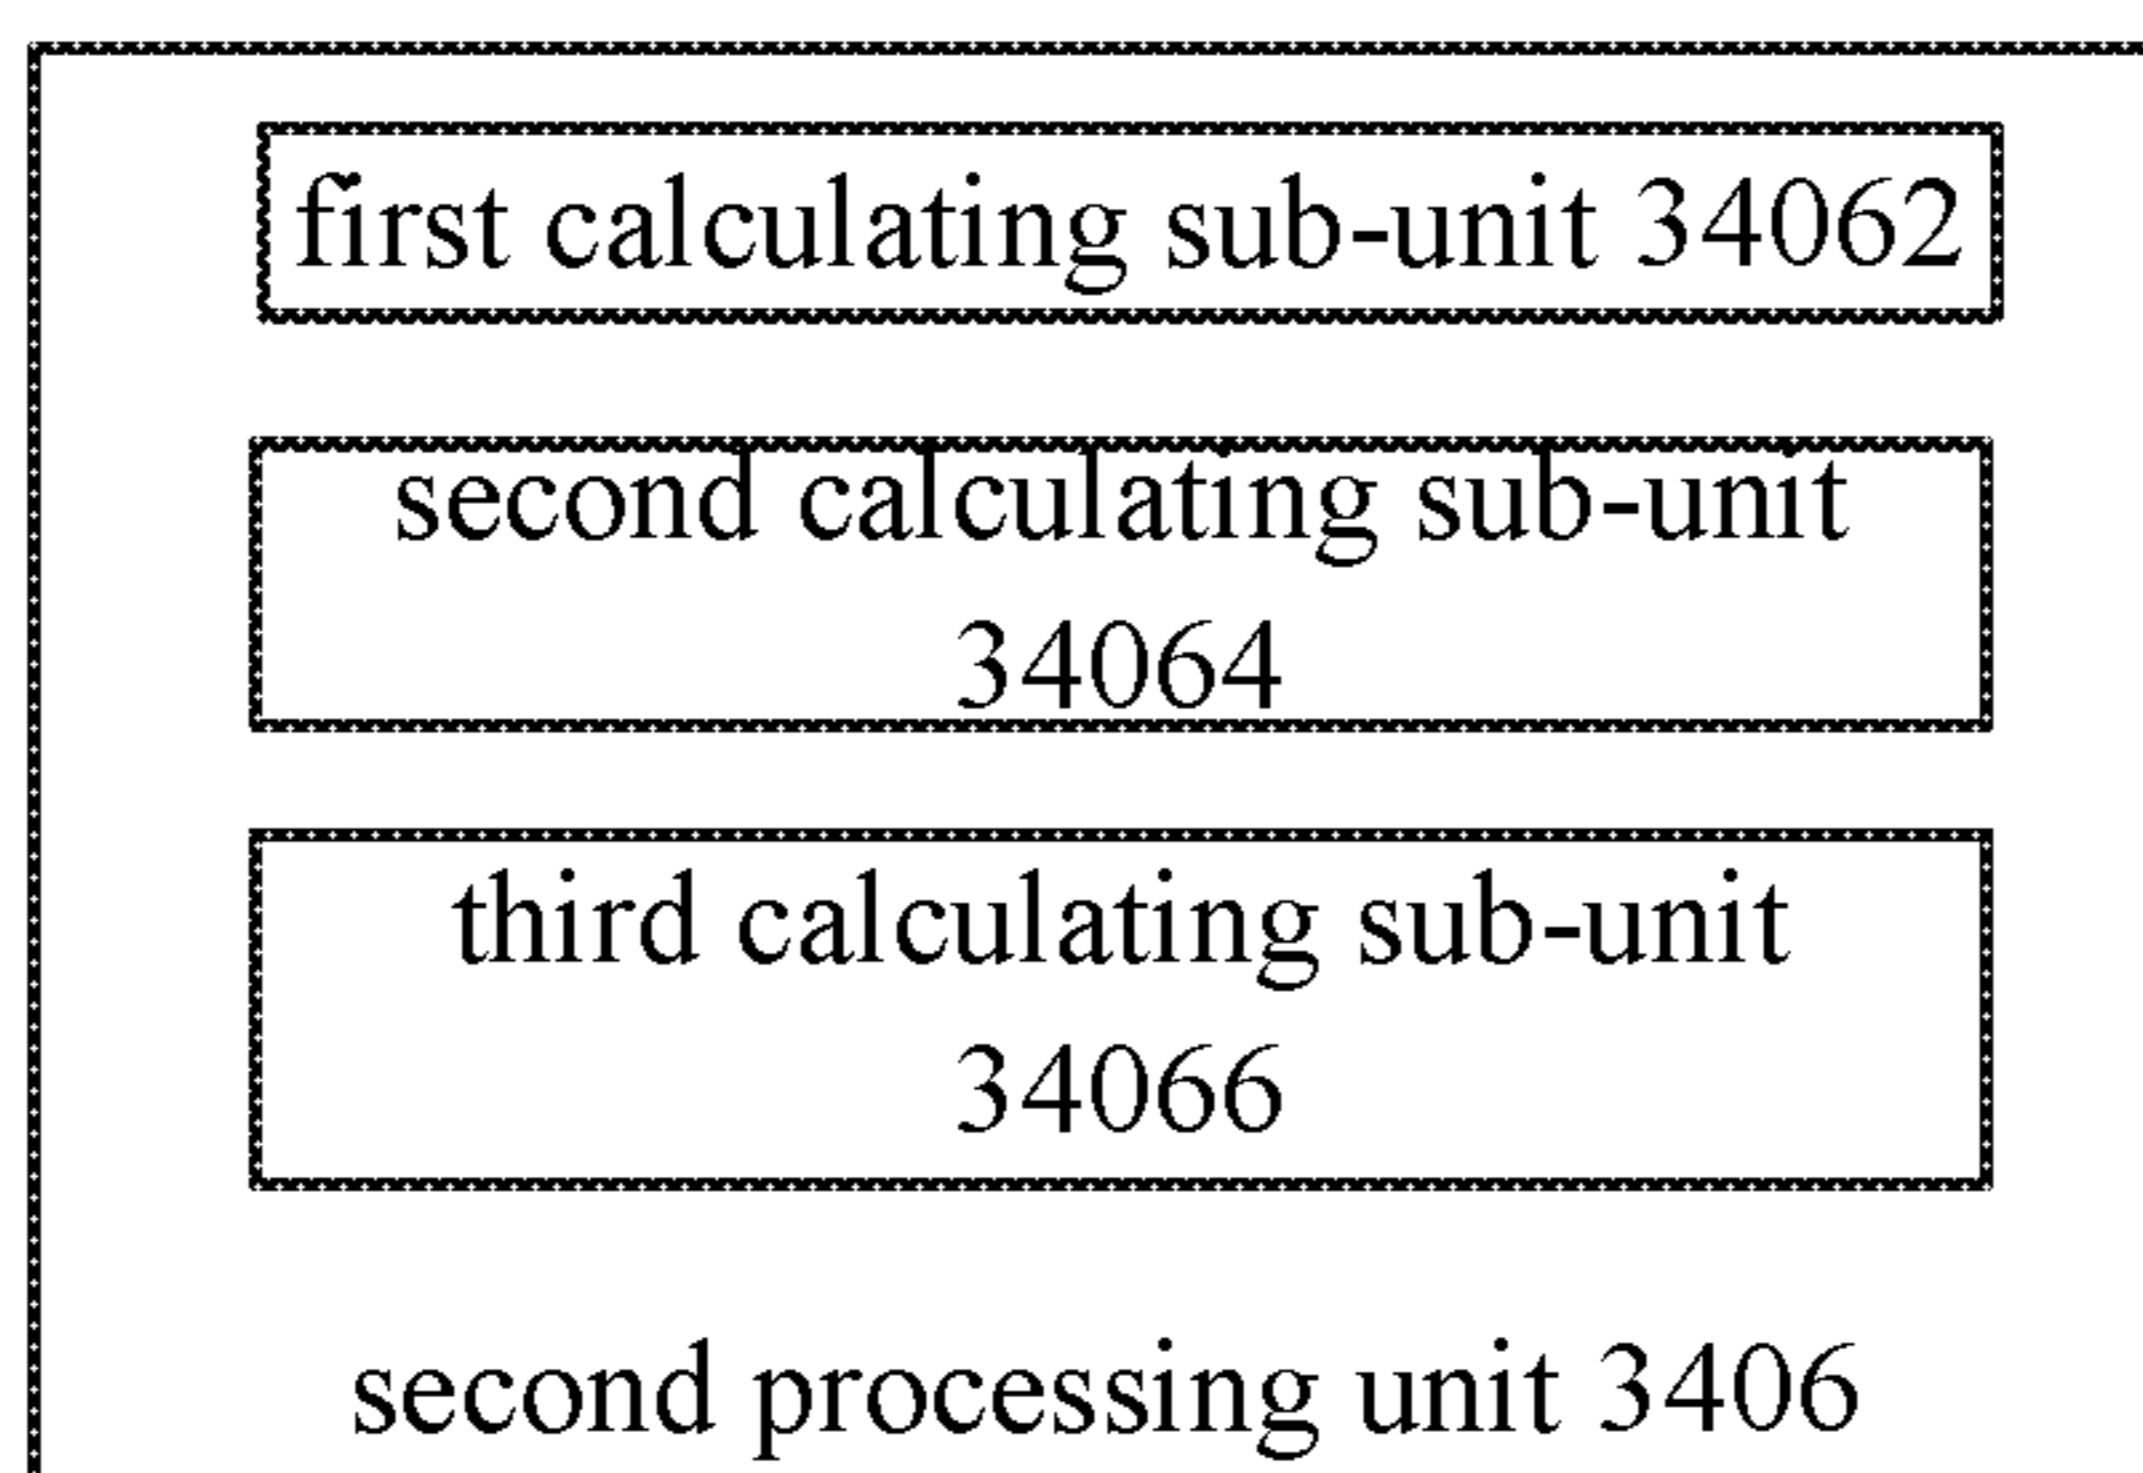 first calculating sub-unit 34062
second calculating sub-unit
34064
third calculating sub-unit
34066
second processing unit 3406